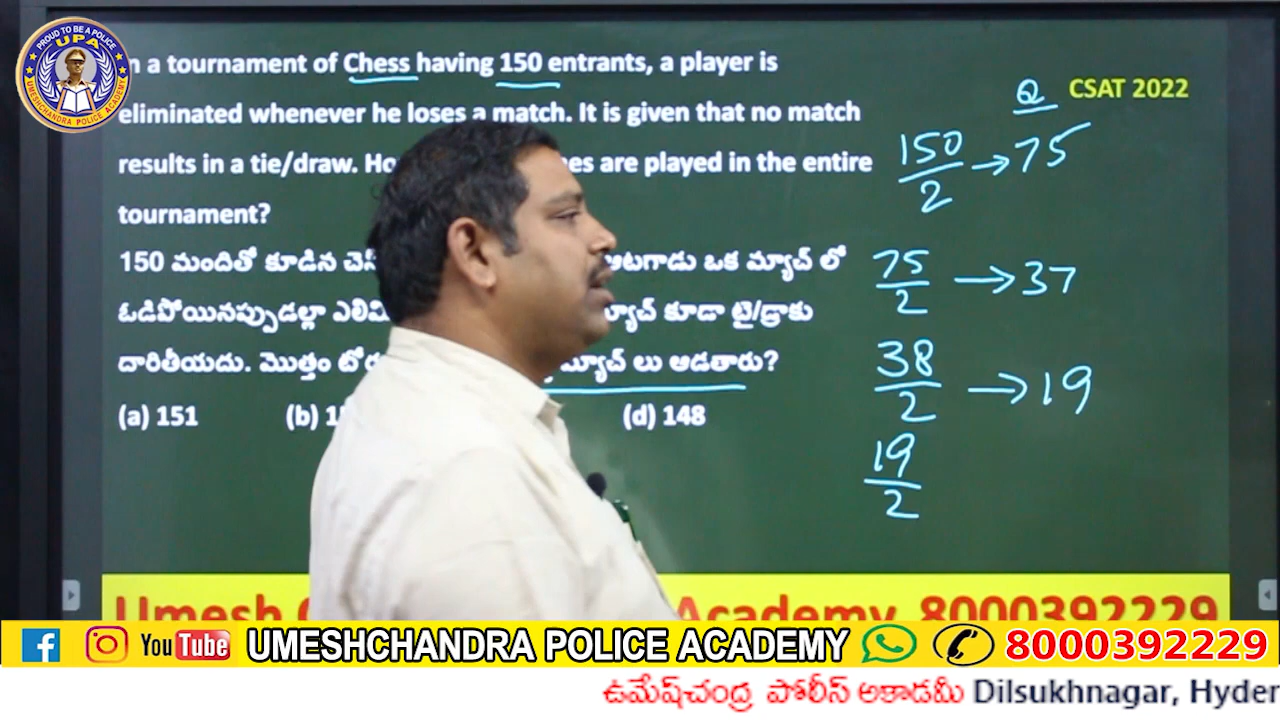 PROUD TO BE A POLICE
UPA
UMESHCHANDRA POLICE ACADEMY
n a tournament of Chess having 150 entrants, a player is
eliminated whenever he loses a match. It is given that no match
results in a tie/draw. are played in the entire
tournament?
150 మందితో కూడిన ఆటగాడు ఒక మ్యాచ్ లో
ఓడిపోయినప్పుడల్లా కూడా టై/డ్రాకు
దారితీయదు. మొత్తం మ్యాచ్ లు ఆడతారు?
(a) 151 (b) (d) 148
CSAT 2022
Q
150/2 → 75
75/2 → 37
38/2 → 19
19/2
Umesh Academy 8000392229
YouTube UMESHCHANDRA POLICE ACADEMY 8000392229
ఉమేష్‌చంద్ర పోలీస్ అకాడమీ Dilsukhnagar, Hyder